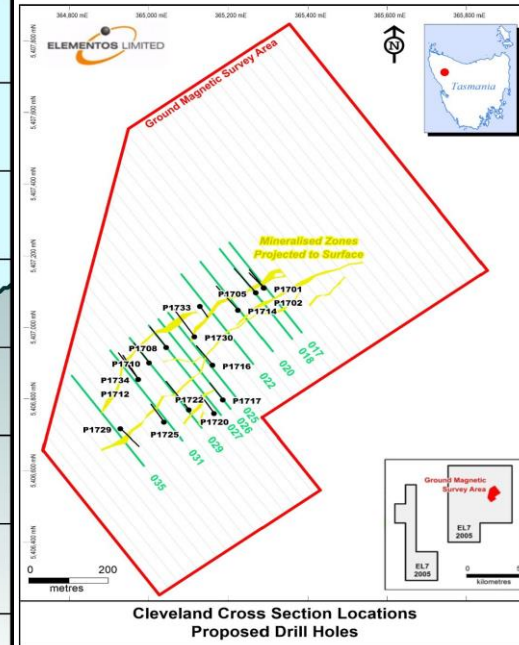 364,800 mE 365,000 mE 365,200 mE 365,400 mE 365,600 mE 365,800 mE
ELEMENTOS LIMITED
Ground Magnetic Survey Area
N
Tasmania
5,407,800 mN
5,407,600 mN
5,407,400 mN
5,407,200 mN
5,407,000 mN
5,406,800 mN
5,406,600 mN
5,406,400 mN
Mineralised Zones
Projected to Surface
P1705
P1701
P1702
P1733
P1714
P1730
P1708
P1710
P1716
P1734
P1712
P1722
P1717
P1729
P1725
P1720
017
018
020
022
025
026
027
029
031
035
0 200
metres
Ground Magnetic
Survey Area
EL7
2005
EL7
2005
0
kilometres
Cleveland Cross Section Locations
Proposed Drill Holes